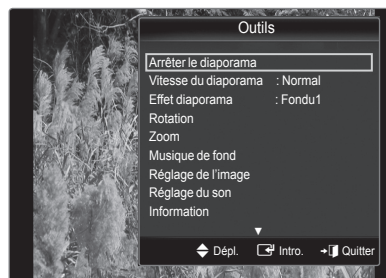 Outils
Arrêter le diaporama
Vitesse du diaporama : Normal
Effet diaporama : Fondu1
Rotation
Zoom
Musique de fond
Réglage de l'image
Réglage du son
Information
Dépl. Intro. Quitter